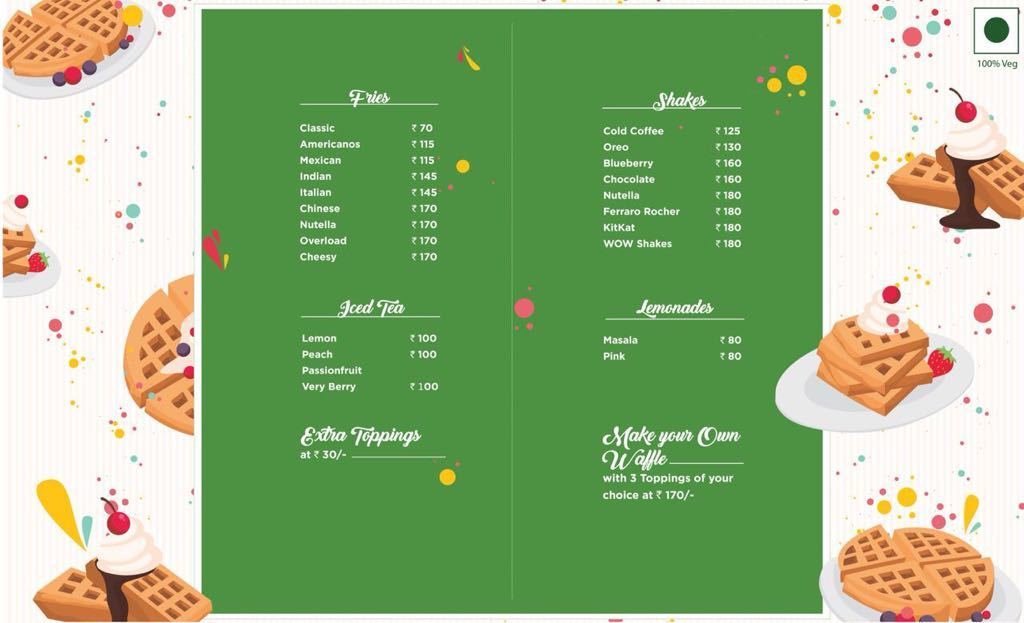 Fries
Classic ₹ 70
Americanos ₹ 115
Mexican ₹ 115
Indian ₹ 145
Italian ₹ 145
Chinese ₹ 170
Nutella ₹ 170
Overload ₹ 170
Cheesy ₹ 170
Iced Tea
Lemon ₹ 100
Peach ₹ 100
Passionfruit
Very Berry ₹ 100
Extra Toppings
at ₹ 30/-
Shakes
Cold Coffee ₹ 125
Oreo ₹ 130
Blueberry ₹ 160
Chocolate ₹ 160
Nutella ₹ 180
Ferraro Rocher ₹ 180
KitKat ₹ 180
WOW Shakes ₹ 180
Lemonades
Masala ₹ 80
Pink ₹ 80
Make your Own
Waffle
with 3 Toppings of your
choice at ₹ 170/-
100% Veg